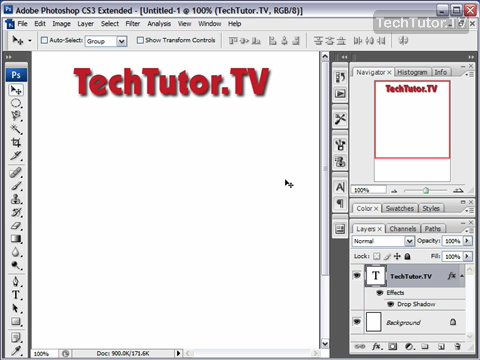 Adobe Photoshop CS3 Extended - [Untitled-1 @ 100% (TechTutor.TV, RGB/8)]
TechTutor.TV
File Edit Image Layer Select Filter Analysis View Window Help
Auto-Select: Group Show Transform Controls
Ps
TechTutor.TV
Navigator Histogram Info
TechTutor.TV
100%
Color Swatches Styles
Layers Channels Paths
Normal Opacity: 100%
Lock: Fill: 100%
T TechTutor.TV fx
Effects
Drop Shadow
Background
100% Doc: 900.0K/171.6K